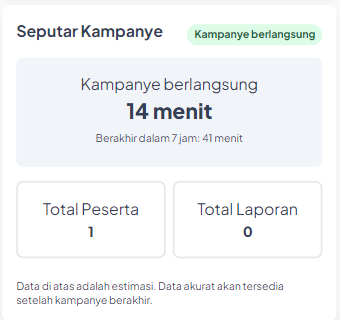 Seputar Kampanye
Kampanye berlangsung
Kampanye berlangsung
14 menit
Berakhir dalam 7 jam: 41 menit
Total Peserta
1
Total Laporan
0
Data di atas adalah estimasi. Data akurat akan tersedia
setelah kampanye berakhir.